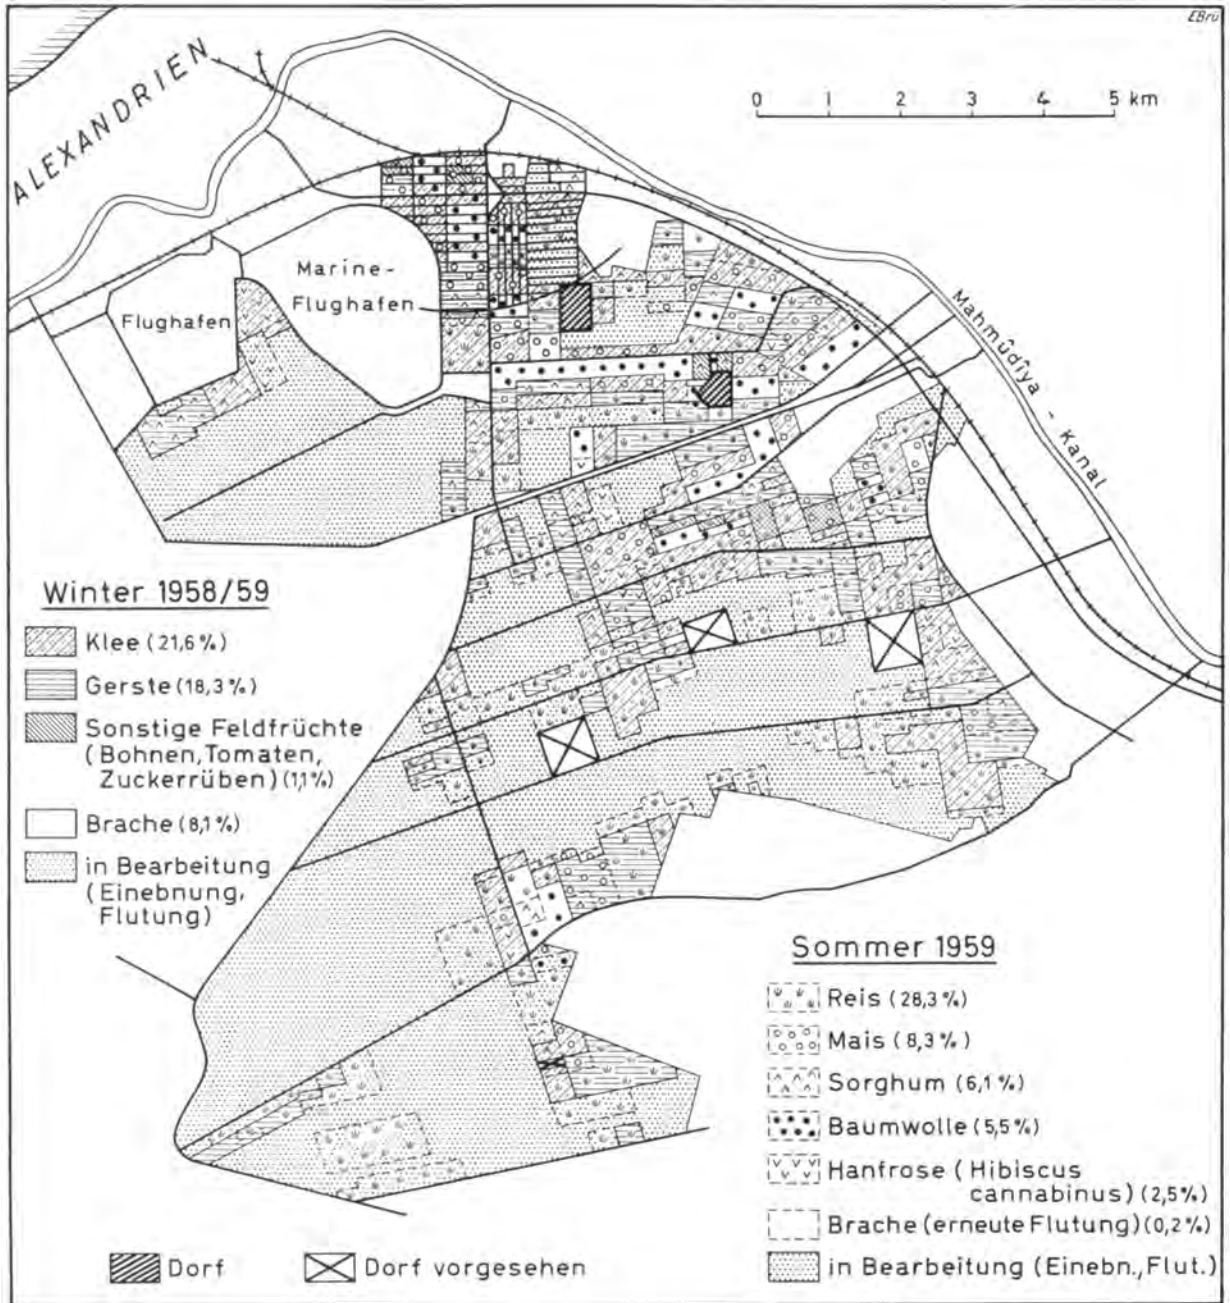 EBrü
ALEXANDRIEN
0 1 2 3 4 5 km
Marine-
Flughafen
Flughafen
Mahmûdîya - Kanal
Winter 1958/59
Klee (21,6%)
Gerste (18,3%)
Sonstige Feldfrüchte
(Bohnen, Tomaten,
Zuckerrüben) (1,1%)
Brache (8,1%)
in Bearbeitung
(Einebnung,
Flutung)
Sommer 1959
Reis (28,3%)
Mais (8,3%)
Sorghum (6,1%)
Baumwolle (5,5%)
Hanfrose (Hibiscus
cannabinus) (2,5%)
Brache (erneute Flutung) (0,2%)
in Bearbeitung (Einebn., Flut.)
Dorf
Dorf vorgesehen